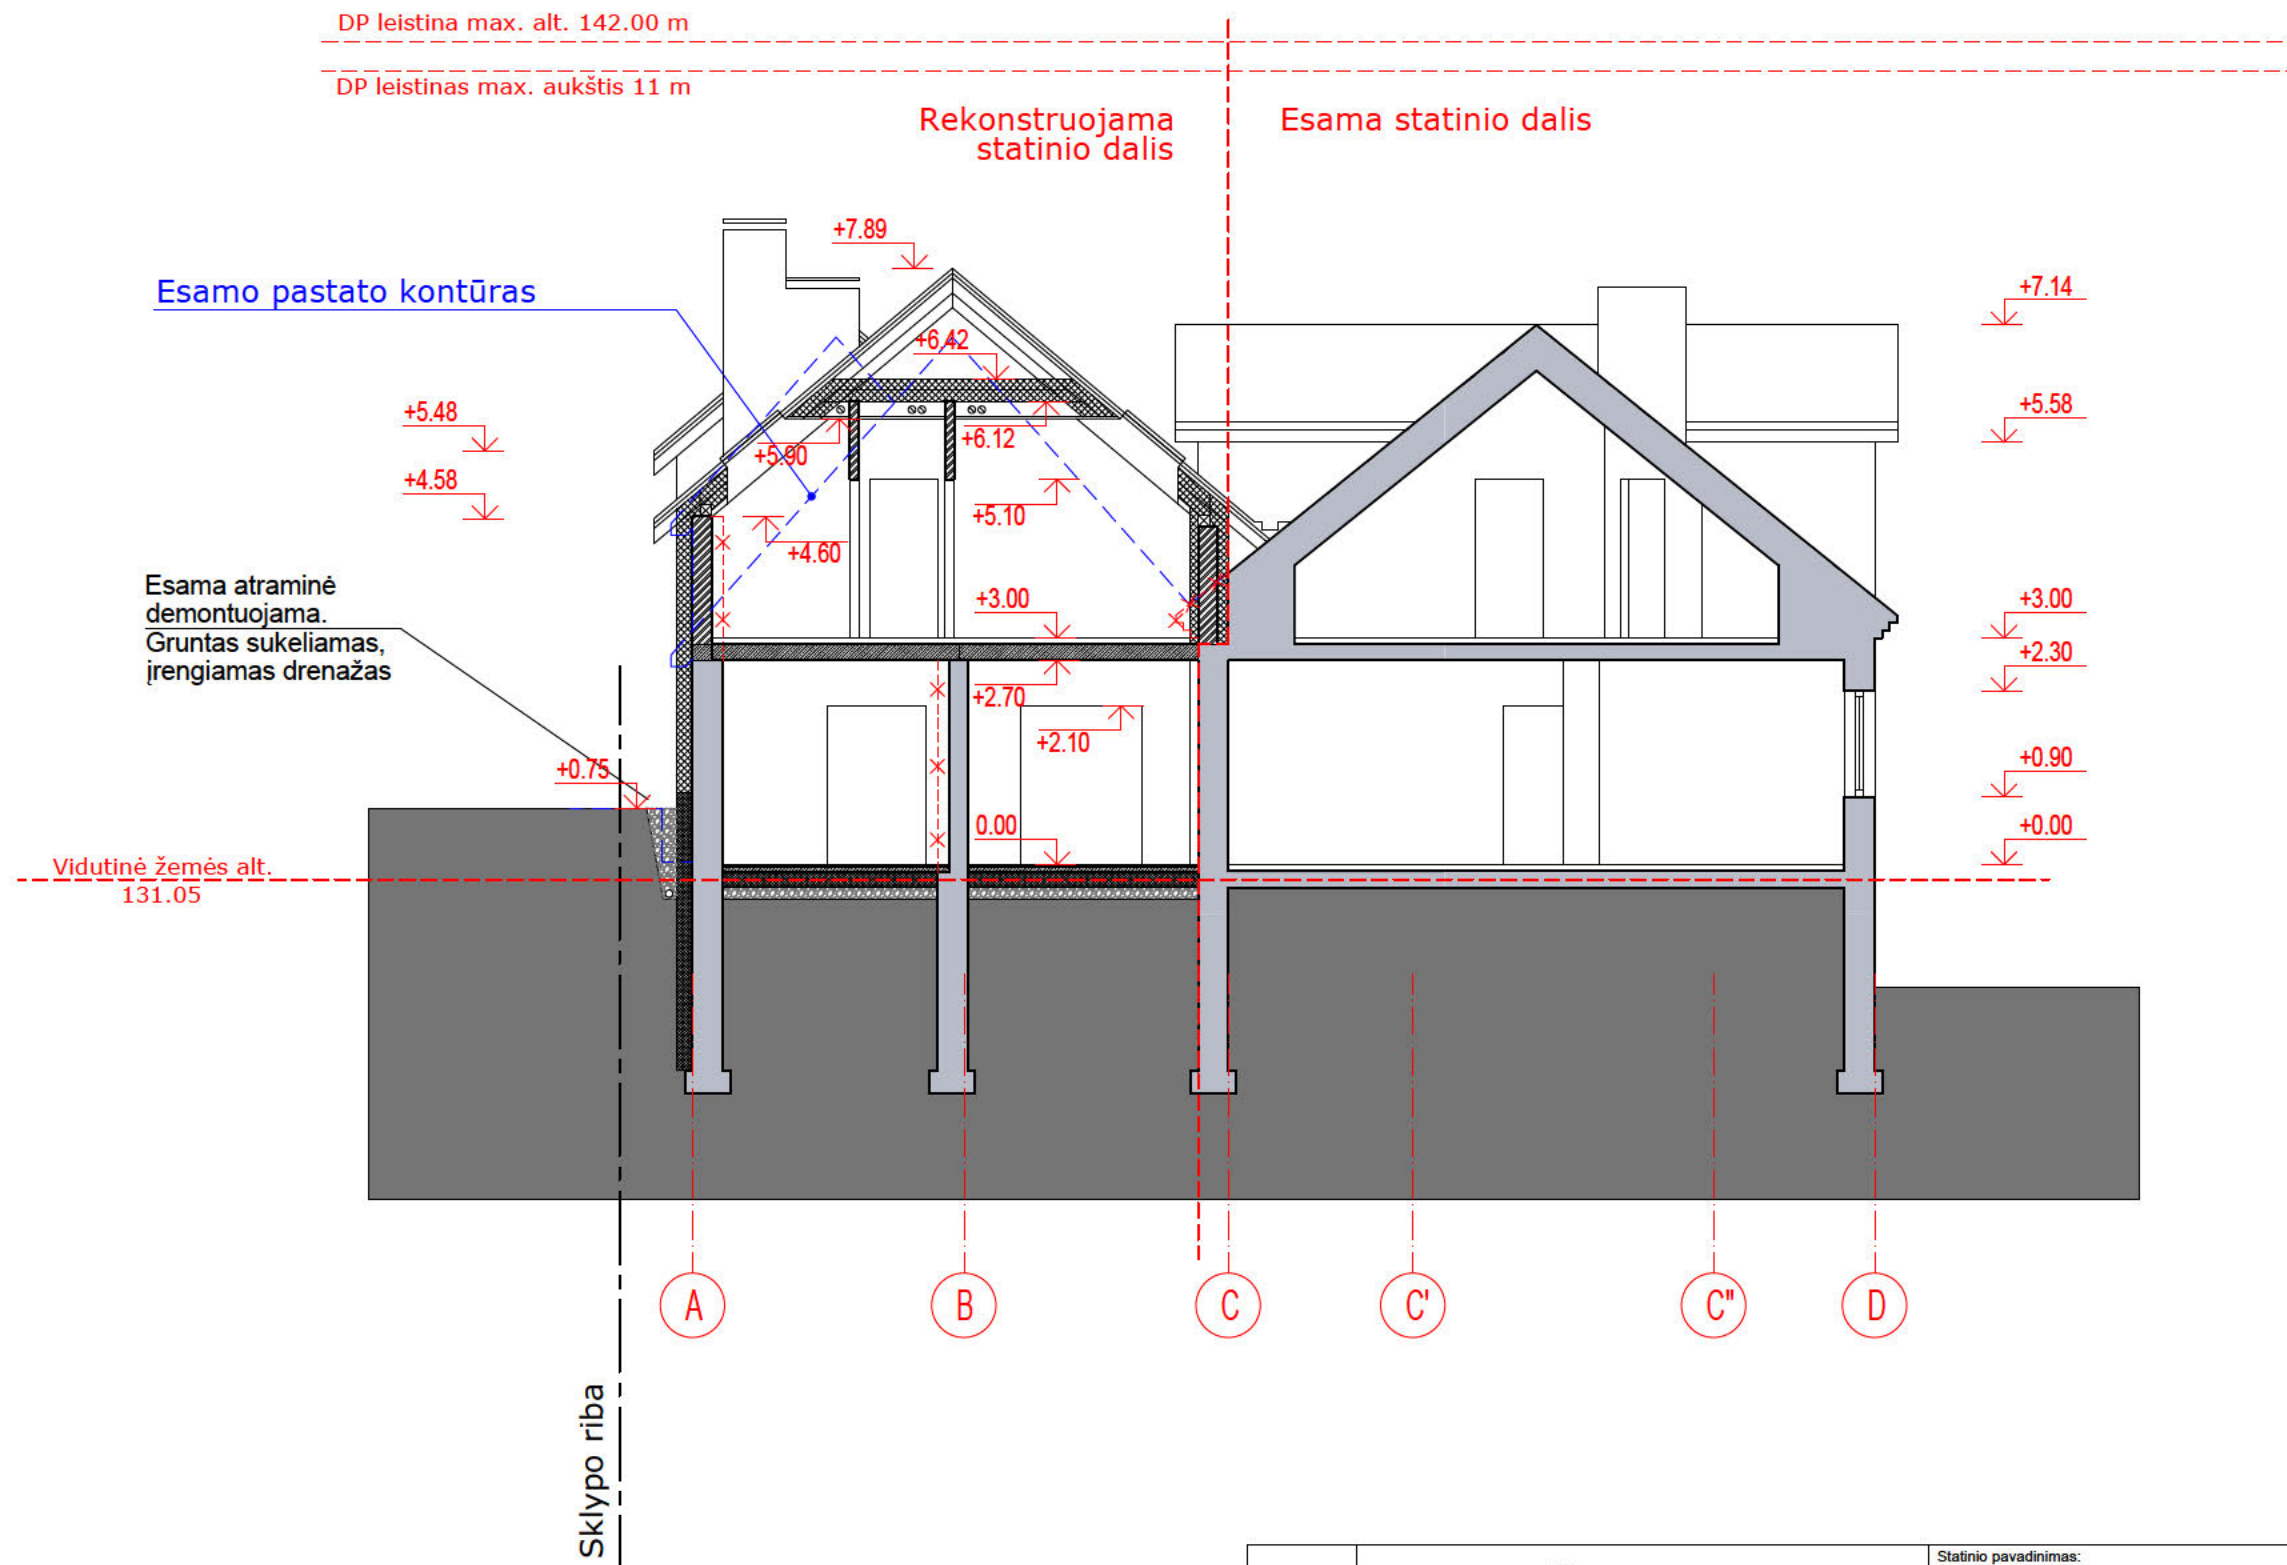 DP leistina max. alt. 142.00 m
DP leistinas max. aukštis 11 m
Rekonstruojama
statinio dalis
Esama statinio dalis
+7.89
Esamo pastato kontūras
+7.14
+6.42
+5.48
+5.58
+5.90
+6.12
+4.58
+5.10
+4.60
Esama atraminė
demontuojama.
Gruntas sukeliamas,
įrengiamas drenažas
+3.00
+3.00
+2.30
+2.70
+2.10
+0.75
+0.90
0.00
+0.00
Vidutinė žemės alt.
131.05
A
B
C
C'
C"
D
Sklypo riba
Statinio pavadinimas: